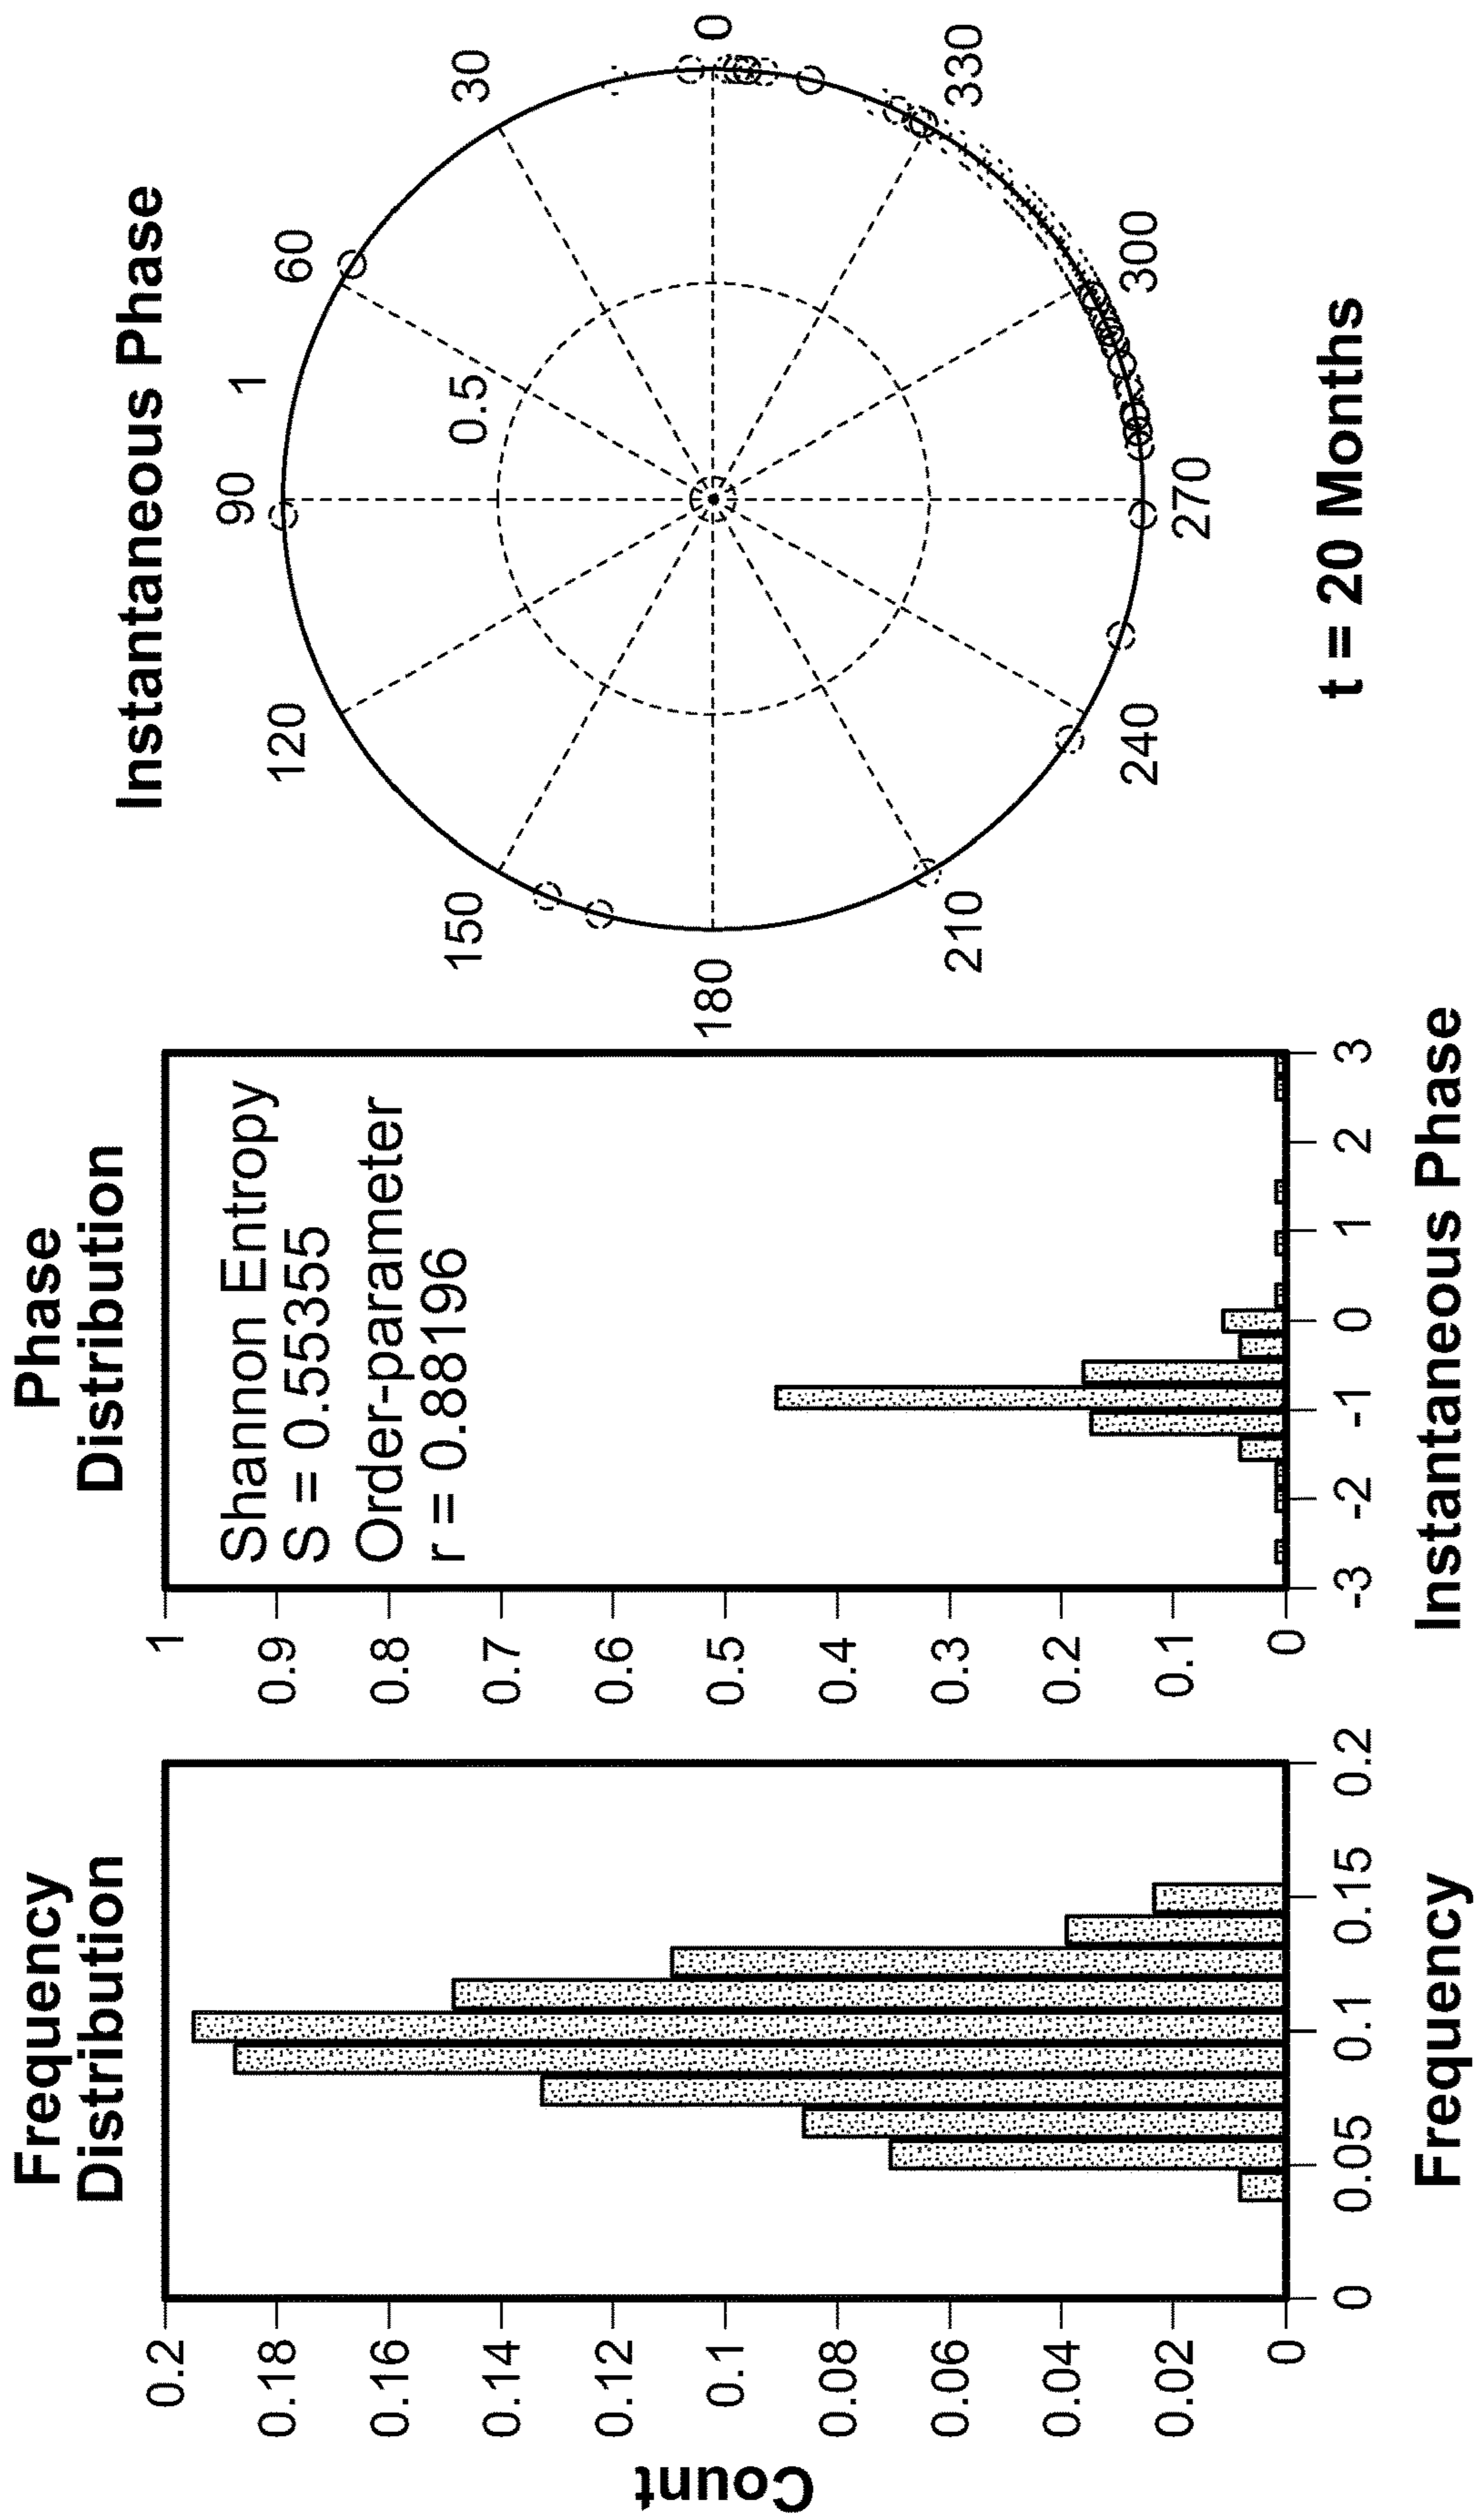 Frequency
Distribution
Count
0.2
0.18
0.16
0.14
0.12
0.1
0.08
0.06
0.04
0.02
0
0 0.05 0.1 0.15 0.2
Frequency
Phase
Distribution
Shannon Entropy
S = 0.55355
Order-parameter
r = 0.88196
1
0.9
0.8
0.7
0.6
0.5
0.4
0.3
0.2
0.1
0
-3 -2 -1 0 1 2 3
Instantaneous Phase
Instantaneous Phase
90
1
120
60
0.5
150
30
180
0
210
330
240
300
270
t = 20 Months